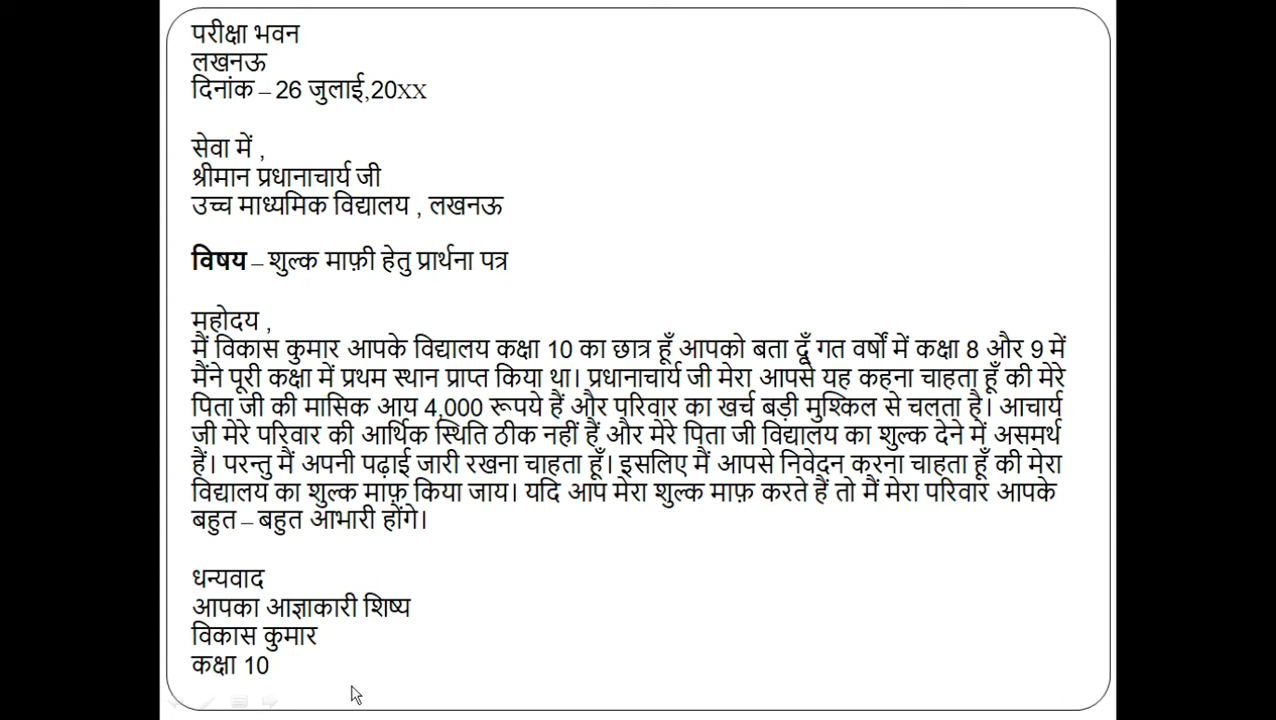 परीक्षा भवन
लखनऊ
दिनांक – 26 जुलाई,20xx
सेवा में ,
श्रीमान प्रधानाचार्य जी
उच्च माध्यमिक विद्यालय , लखनऊ
विषय – शुल्क माफ़ी हेतु प्रार्थना पत्र
महोदय ,
मैं विकास कुमार आपके विद्यालय कक्षा 10 का छात्र हूँ आपको बता दूँ गत वर्षों में कक्षा 8 और 9 में
मैंने पूरी कक्षा में प्रथम स्थान प्राप्त किया था। प्रधानाचार्य जी मेरा आपसे यह कहना चाहता हूँ की मेरे
पिता जी की मासिक आय 4,000 रूपये हैं और परिवार का खर्च बड़ी मुश्किल से चलता है। आचार्य
जी मेरे परिवार की आर्थिक स्थिति ठीक नहीं हैं और मेरे पिता जी विद्यालय का शुल्क देने में असमर्थ
हैं। परन्तु मैं अपनी पढ़ाई जारी रखना चाहता हूँ। इसलिए मैं आपसे निवेदन करना चाहता हूँ की मेरा
विद्यालय का शुल्क माफ़ किया जाय। यदि आप मेरा शुल्क माफ़ करते हैं तो मैं मेरा परिवार आपके
बहुत – बहुत आभारी होंगे।
धन्यवाद
आपका आज्ञाकारी शिष्य
विकास कुमार
कक्षा 10